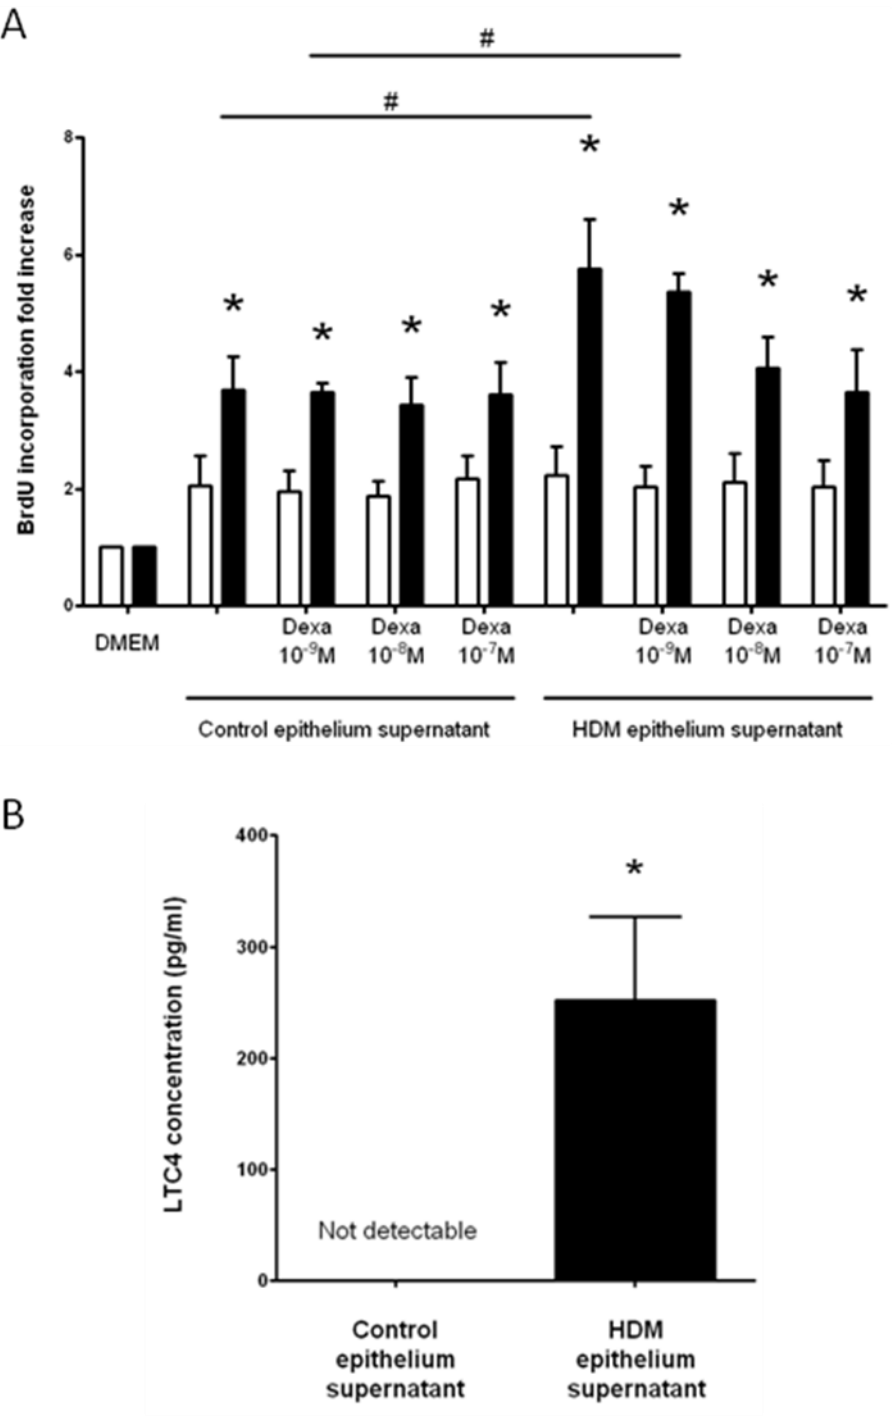 A
#
#
*
*
*
*
*
*
*
*
8
6
4
2
0
BrdU incorporation fold increase
DMEM
Dexa Dexa Dexa Dexa Dexa Dexa
10⁻⁹M 10⁻⁸M 10⁻⁷M 10⁻⁹M 10⁻⁸M 10⁻⁷M
Control epithelium supernatant HDM epithelium supernatant
B
400
300
200
100
0
LTC4 concentration (pg/ml)
*
Not detectable
Control
epithelium
supernatant
HDM
epithelium
supernatant